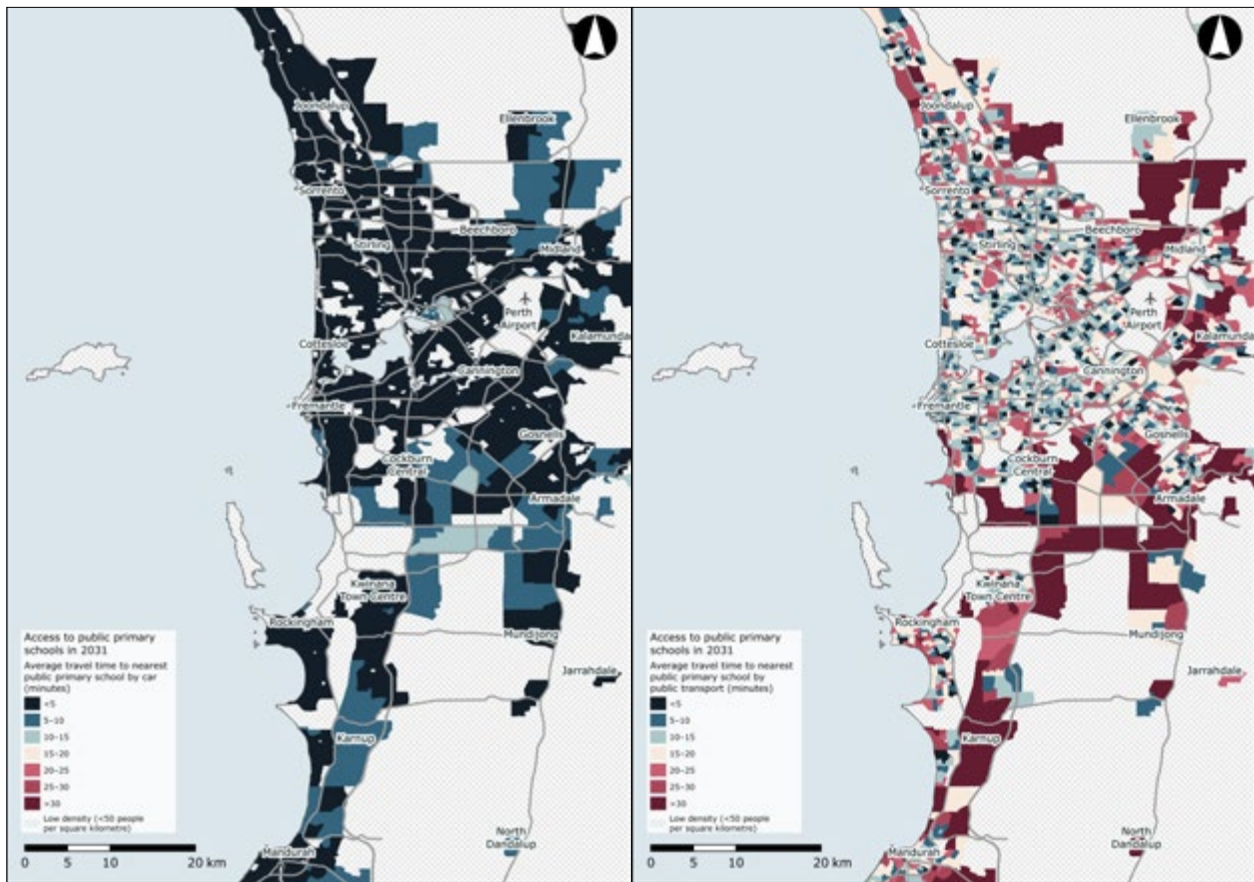 Joondalup
Ellenbrook
Sorrento
Beechboro
Stirling
Midland
Perth
Airport
Kalamunda
Cottesloe
Cannington
Fremantle
Gosnells
Cockburn
Central
Armadale
Kwinana
Town Centre
Rockingham
Mundijong
Jarrahdale
Karnup
North
Dandalup
Mandurah
Access to public primary
schools in 2031
Average travel time to nearest
public primary school by car
(minutes)
<5
5–10
10–15
15–20
20–25
25–30
>30
Low density (<50 people
per square kilometre)
0 5 10 20 km
Joondalup
Ellenbrook
Sorrento
Beechboro
Stirling
Midland
Perth
Airport
Kalamunda
Cottesloe
Cannington
Fremantle
Gosnells
Cockburn
Central
Armadale
Kwinana
Town Centre
Rockingham
Mundijong
Jarrahdale
Karnup
North
Dandalup
Mandurah
Access to public primary
schools in 2031
Average travel time to nearest
public primary school by
public transport (minutes)
<5
5–10
10–15
15–20
20–25
25–30
>30
Low density (<50 people
per square kilometre)
0 5 10 20 km